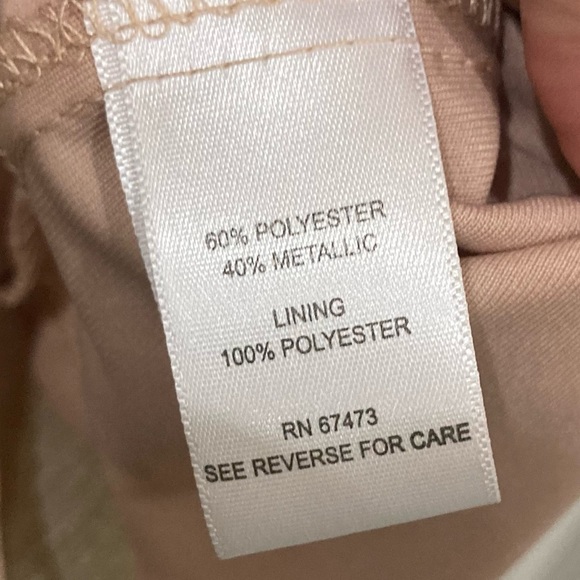 60% POLYESTER
40% METALLIC
LINING
100% POLYESTER
RN 67473
SEE REVERSE FOR CARE